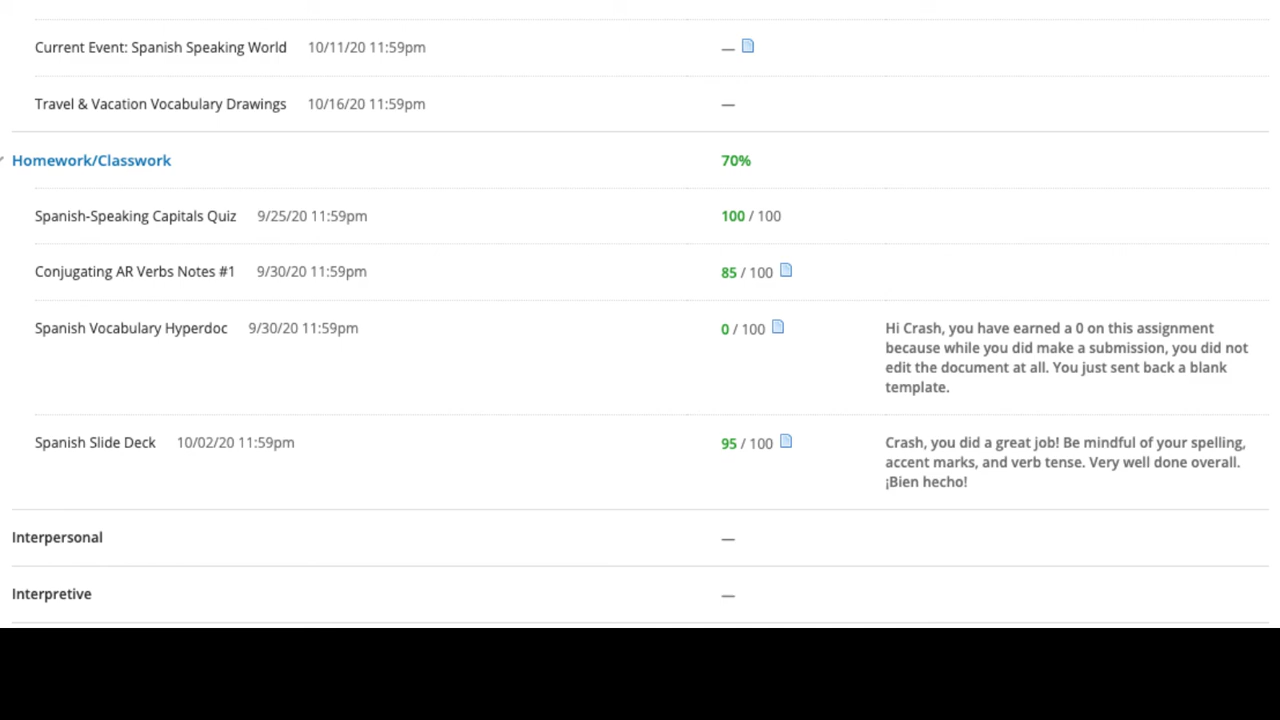 Current Event: Spanish Speaking World 10/11/20 11:59pm —
Travel & Vacation Vocabulary Drawings 10/16/20 11:59pm —
Homework/Classwork 70%
Spanish-Speaking Capitals Quiz 9/25/20 11:59pm 100 / 100
Conjugating AR Verbs Notes #1 9/30/20 11:59pm 85 / 100
Spanish Vocabulary Hyperdoc 9/30/20 11:59pm 0 / 100 Hi Crash, you have earned a 0 on this assignment
because while you did make a submission, you did not
edit the document at all. You just sent back a blank
template.
Spanish Slide Deck 10/02/20 11:59pm 95 / 100 Crash, you did a great job! Be mindful of your spelling,
accent marks, and verb tense. Very well done overall.
¡Bien hecho!
Interpersonal —
Interpretive —